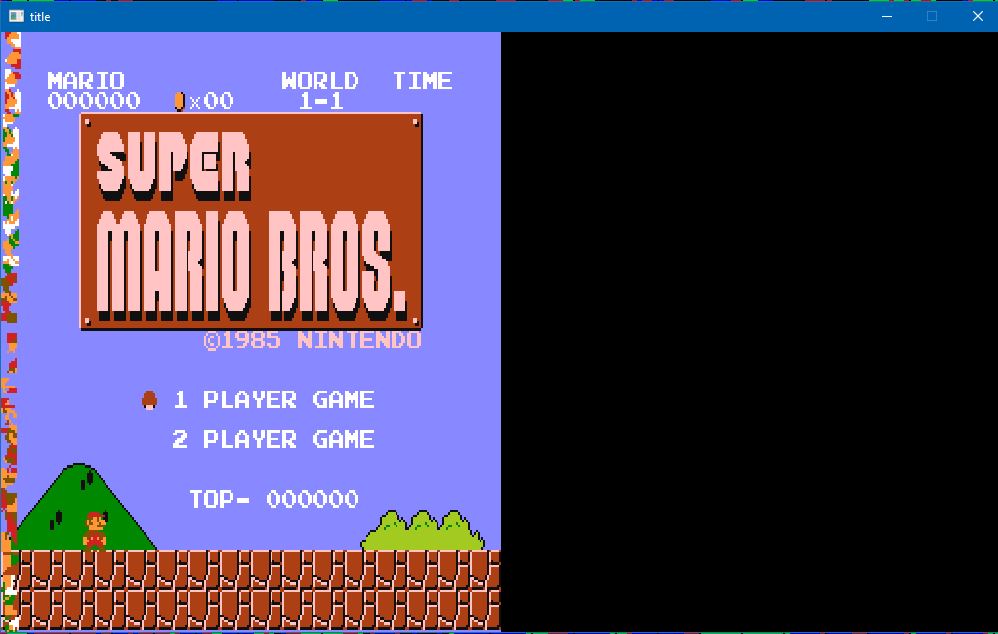 title
MARIO WORLD TIME
000000 x00 1-1
SUPER
MARIO BROS.
©1985 NINTENDO
1 PLAYER GAME
2 PLAYER GAME
TOP- 000000